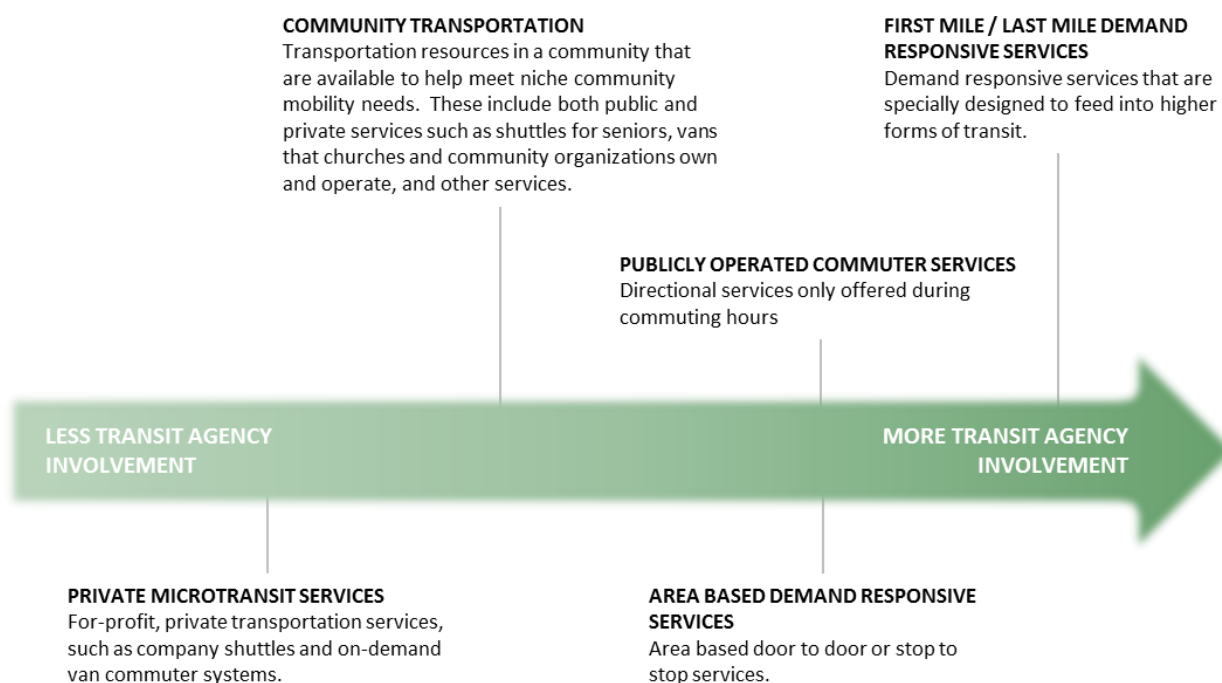 COMMUNITY TRANSPORTATION
Transportation resources in a community that
are available to help meet niche community
mobility needs.  These include both public and
private services such as shuttles for seniors, vans
that churches and community organizations own
and operate, and other services.
FIRST MILE / LAST MILE DEMAND
RESPONSIVE SERVICES
Demand responsive services that are
specially designed to feed into higher
forms of transit.
PUBLICLY OPERATED COMMUTER SERVICES
Directional services only offered during
commuting hours
LESS TRANSIT AGENCY
INVOLVEMENT
MORE TRANSIT AGENCY
INVOLVEMENT
PRIVATE MICROTRANSIT SERVICES
For-profit, private transportation services,
such as company shuttles and on-demand
van commuter systems.
AREA BASED DEMAND RESPONSIVE
SERVICES
Area based door to door or stop to
stop services.